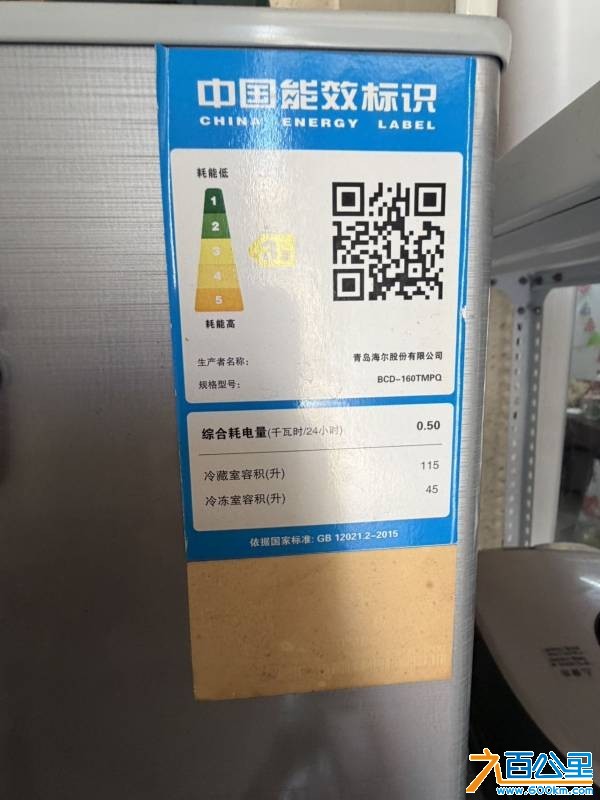 中国能效标识
CHINA ENERGY LABEL
耗能低
1
2
3
4
5
3
耗能高
生产者名称:
青岛海尔股份有限公司
规格型号:
BCD-160TMPQ
综合耗电量(千瓦时/24小时) 0.50
冷藏室容积(升) 115
冷冻室容积(升) 45
依据国家标准: GB 12021.2-2015
六百公里
www.600km.com